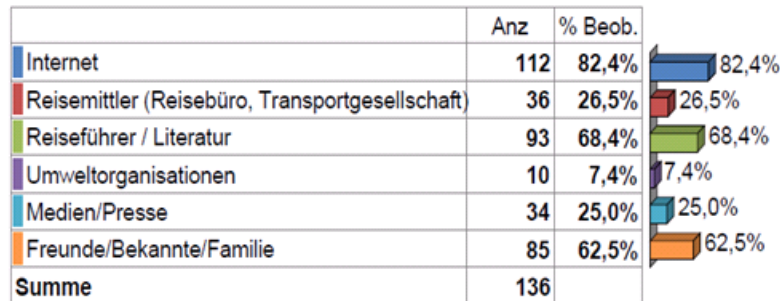 Anz % Beob.
Internet 112 82,4% 82,4%
Reisemittler (Reisebüro, Transportgesellschaft) 36 26,5% 26,5%
Reiseführer / Literatur 93 68,4% 68,4%
Umweltorganisationen 10 7,4% 7,4%
Medien/Presse 34 25,0% 25,0%
Freunde/Bekannte/Familie 85 62,5% 62,5%
Summe 136